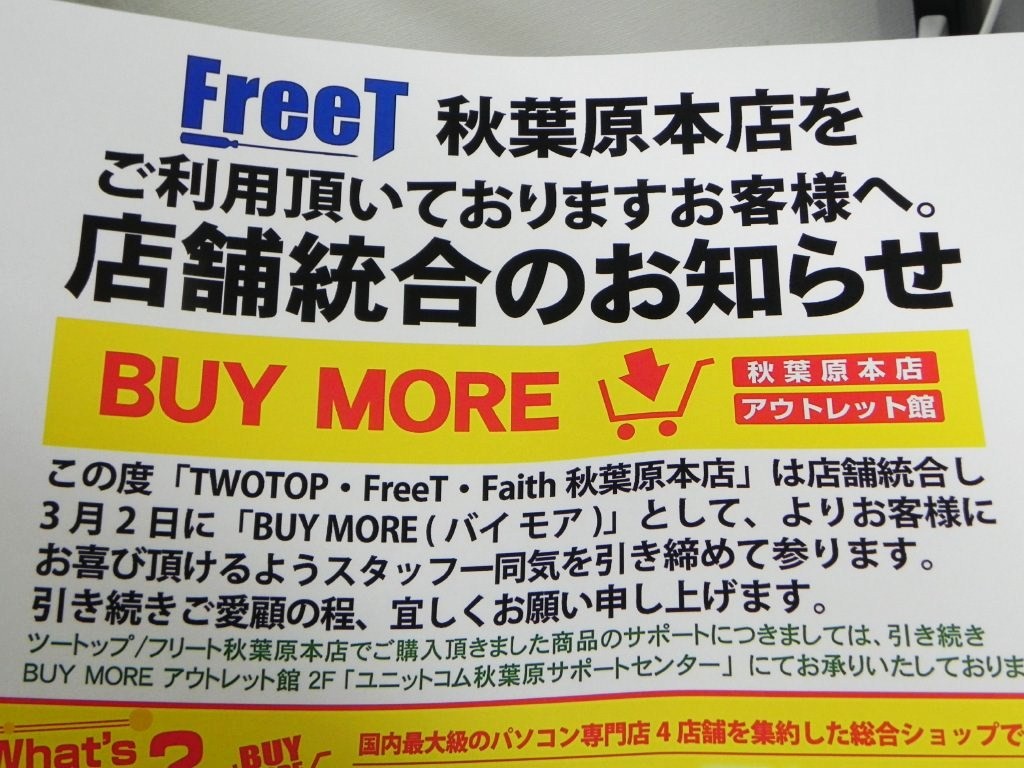 FreeT 秋葉原本店を
ご利用頂いておりますお客様へ。
店舗統合のお知らせ
BUY MORE 秋葉原本店
アウトレット館
この度「TWOTOP・FreeT・Faith 秋葉原本店」は店舗統合し
3月2日に「BUY MORE(バイ モア)」として、よりお客様に
お喜び頂けるようスタッフ一同気を引き締めて参ります。
引き続きご愛顧の程、宜しくお願い申し上げます。
ツートップ/フリート秋葉原本店でご購入頂きました商品のサポートにつきましては、引き続き
BUY MORE アウトレット館 2F「ユニットコム秋葉原サポートセンター」にてお承りいたしておりま
What's ? BUY
国内最大級のパソコン専門店4店舗を集約した総合ショップで